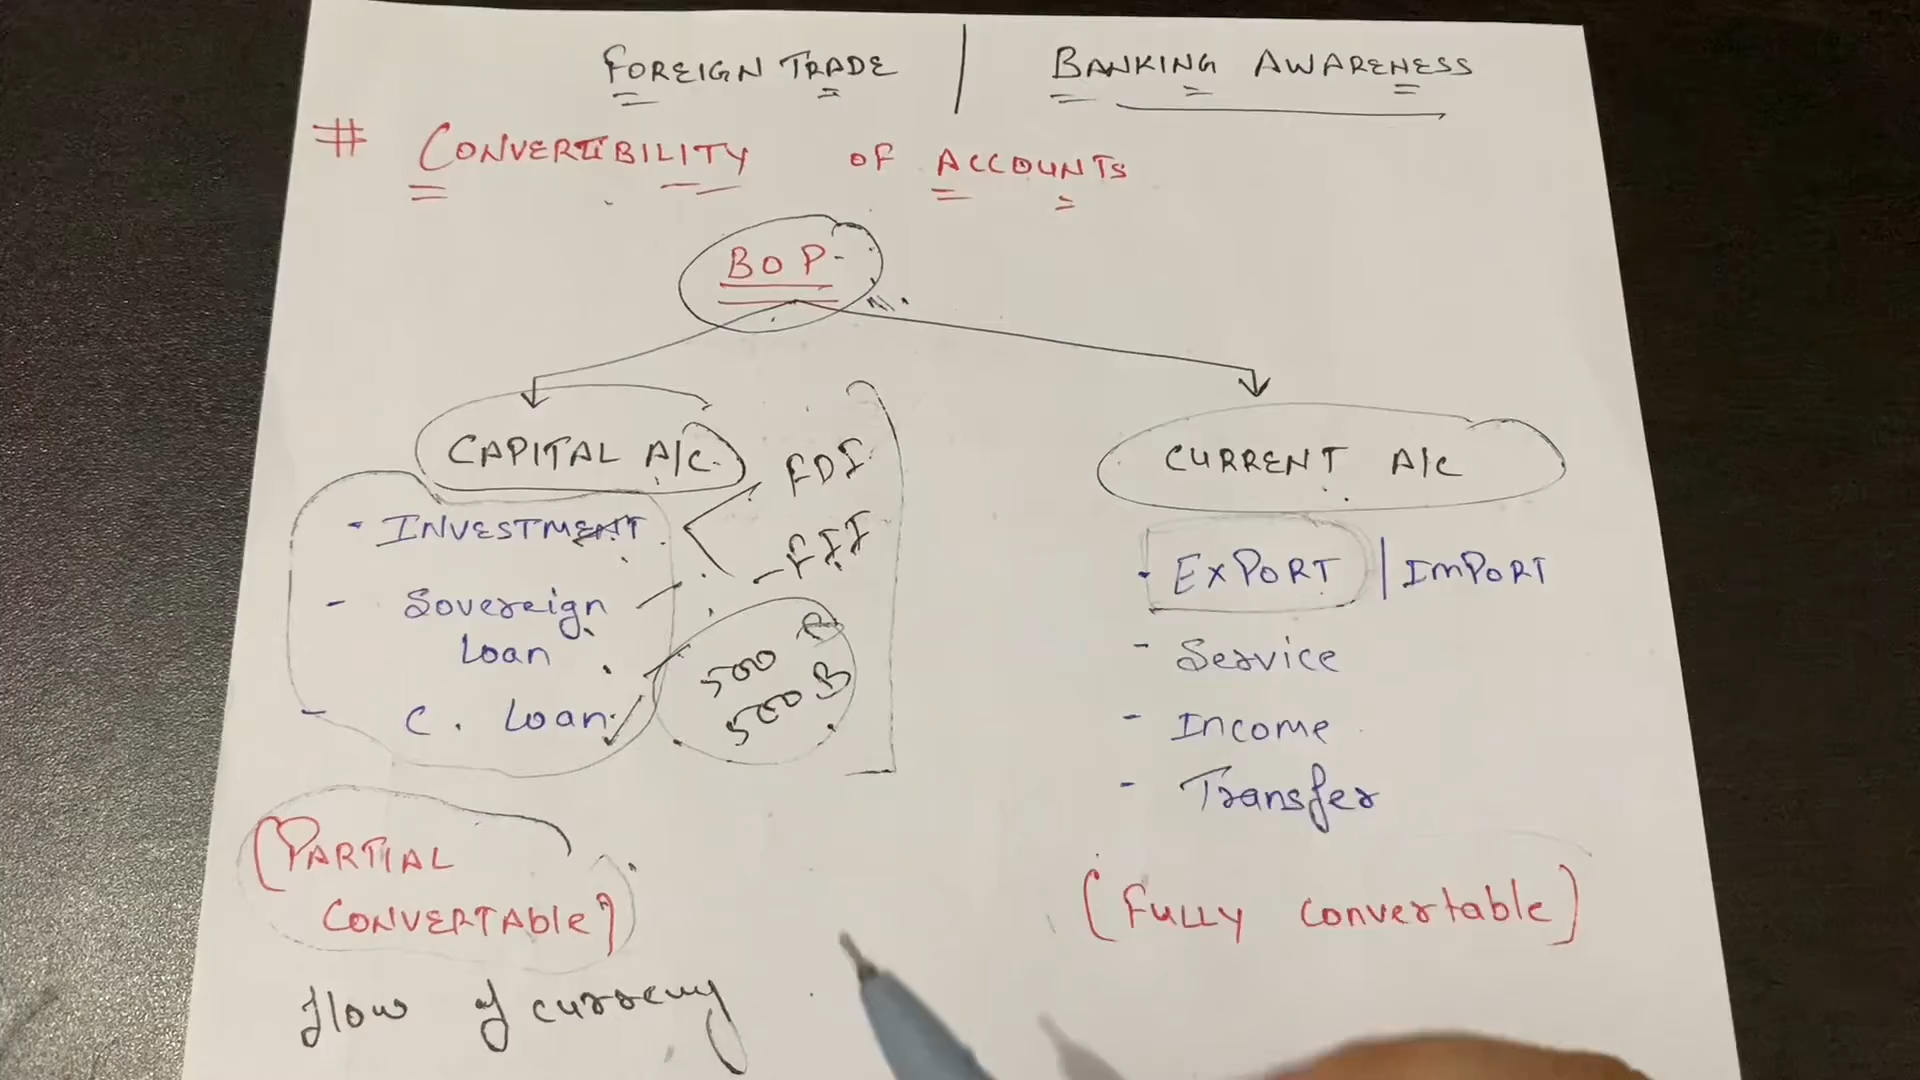 FOREIGN TRADE | BANKING AWARENESS
# CONVERTIBILITY OF ACCOUNTS
BOP
CAPITAL A/C
FDI
- INVESTMENT
- FII
- Sovereign
Loan
500
500 B
- C. Loan
(PARTIAL
CONVERTABle)
flow of currency
CURRENT A/C
- EXPORT | ImPORT
- Service
- Income
- Transfer
(FULLY convertable)